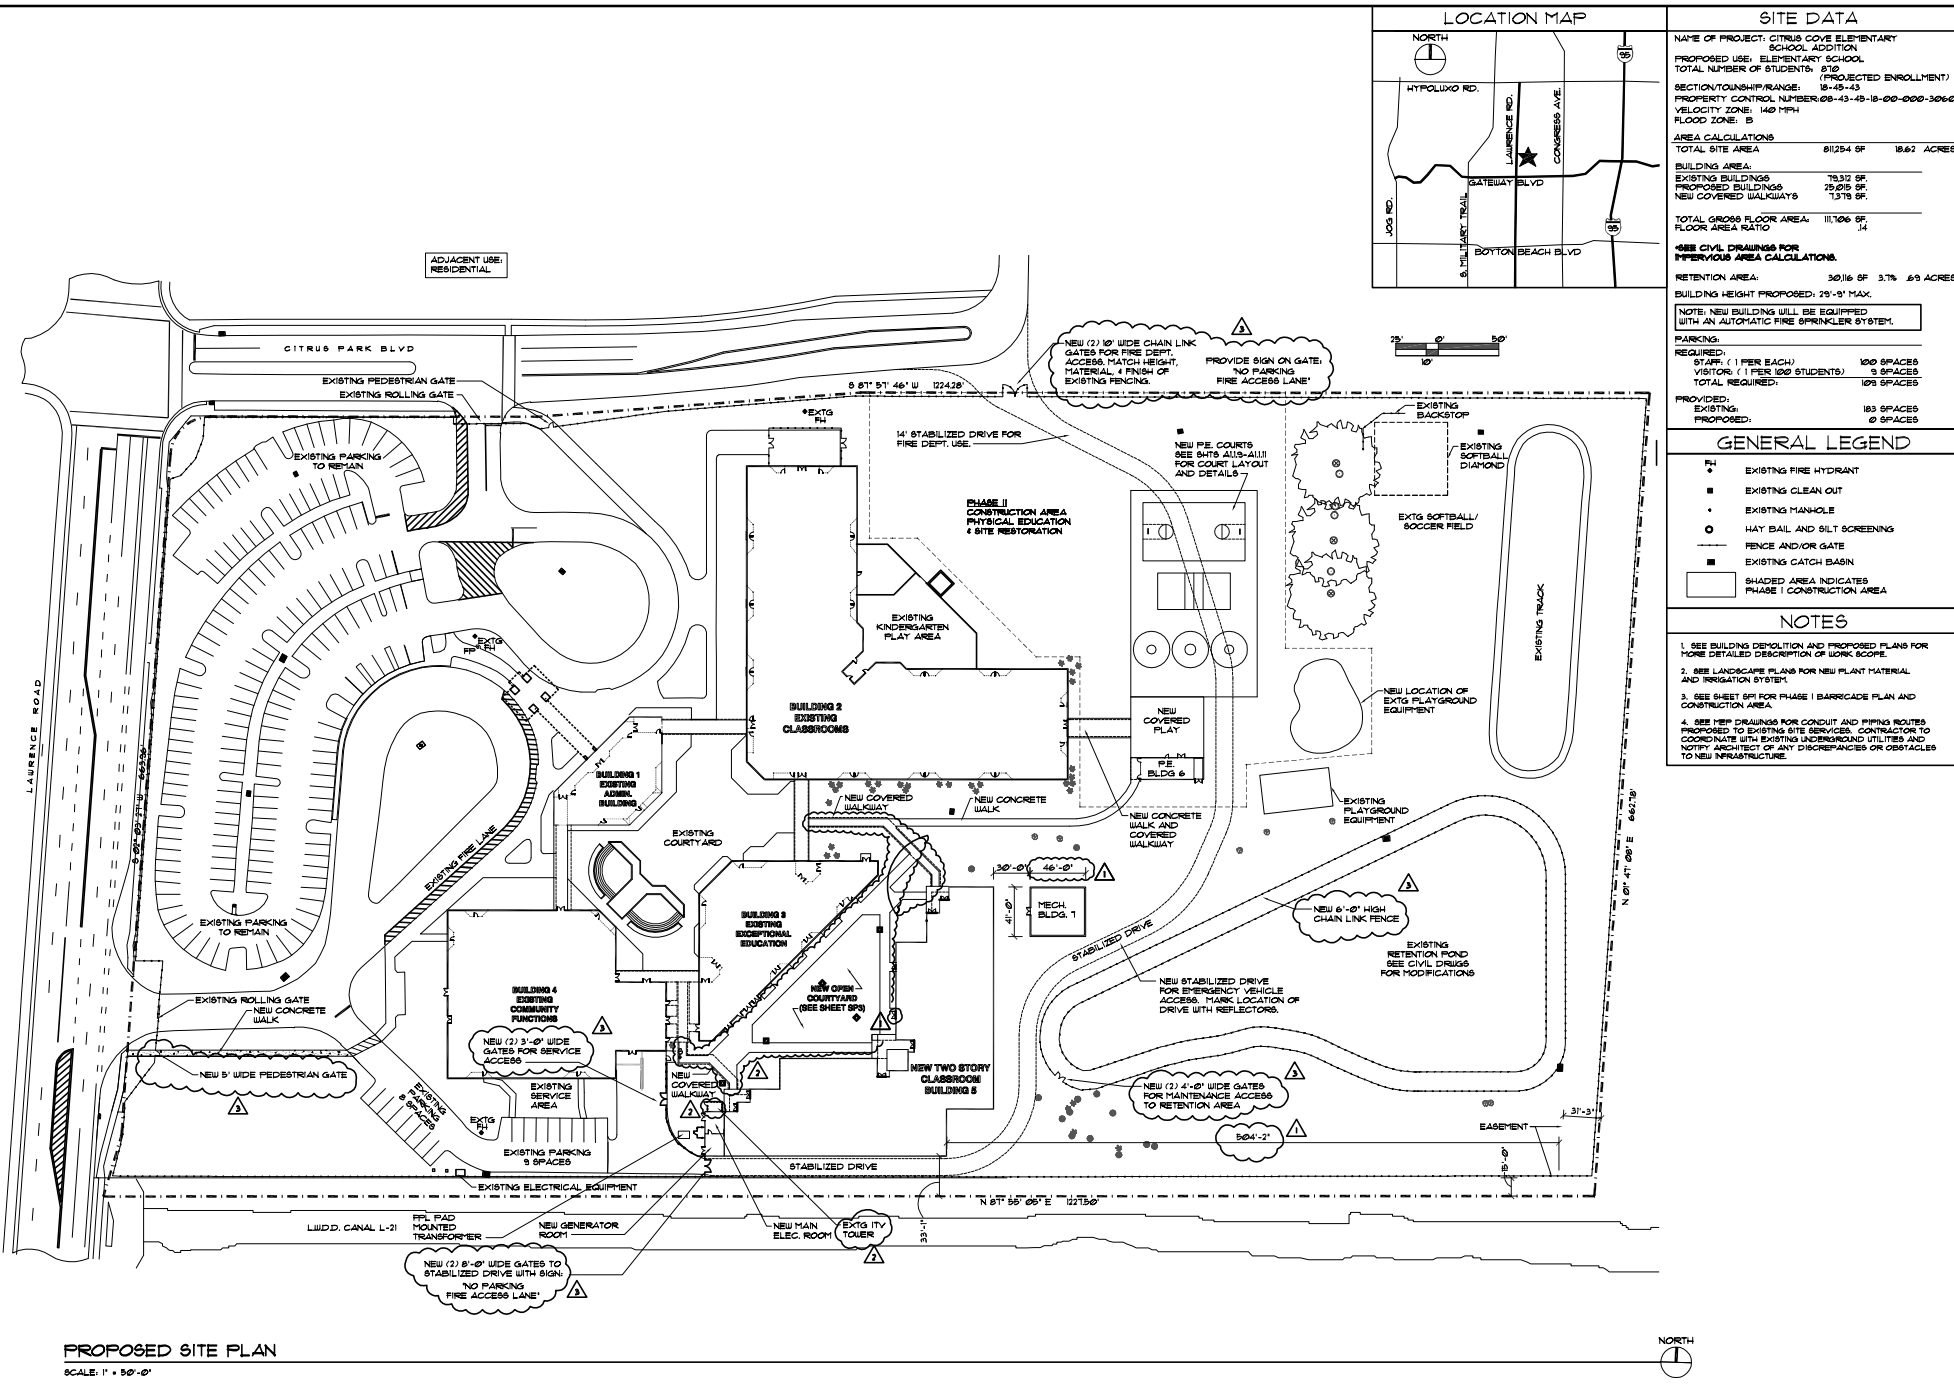 LOCATION MAP
NORTH
HYPOLUXO RD.
LAWRENCE RD.
CONGRESS AVE.
95
GATEWAY BLVD
JOG RD.
S. MILITARY TRAIL
95
BOYTON BEACH BLVD
SITE DATA
NAME OF PROJECT: CITRUS COVE ELEMENTARY
SCHOOL ADDITION
PROPOSED USE: ELEMENTARY SCHOOL
TOTAL NUMBER OF STUDENTS: 870
(PROJECTED ENROLLMENT)
SECTION/TOWNSHIP/RANGE: 18-45-43
PROPERTY CONTROL NUMBER:08-43-45-18-00-000-3060
VELOCITY ZONE: 140 MPH
FLOOD ZONE: B
AREA CALCULATIONS
TOTAL SITE AREA 811,254 SF 18.62 ACRES
BUILDING AREA:
EXISTING BUILDINGS 79,312 SF.
PROPOSED BUILDINGS 25,015 SF.
NEW COVERED WALKWAYS 7,379 SF.
TOTAL GROSS FLOOR AREA: 111,706 SF.
FLOOR AREA RATIO .14
*SEE CIVIL DRAWINGS FOR
IMPERVIOUS AREA CALCULATIONS.
RETENTION AREA: 30,116 SF 3.7% .69 ACRES
BUILDING HEIGHT PROPOSED: 29'-9" MAX.
NOTE: NEW BUILDING WILL BE EQUIPPED
WITH AN AUTOMATIC FIRE SPRINKLER SYSTEM.
PARKING:
REQUIRED:
STAFF: ( 1 PER EACH) 100 SPACES
VISITOR: ( 1 PER 100 STUDENTS) 9 SPACES
TOTAL REQUIRED: 109 SPACES
PROVIDED:
EXISTING: 183 SPACES
PROPOSED: 0 SPACES
GENERAL LEGEND
FH
EXISTING FIRE HYDRANT
EXISTING CLEAN OUT
EXISTING MANHOLE
HAY BAIL AND SILT SCREENING
FENCE AND/OR GATE
EXISTING CATCH BASIN
SHADED AREA INDICATES
PHASE 1 CONSTRUCTION AREA
NOTES
1. SEE BUILDING DEMOLITION AND PROPOSED PLANS FOR
MORE DETAILED DESCRIPTION OF WORK SCOPE.
2. SEE LANDSCAPE PLANS FOR NEW PLANT MATERIAL
AND IRRIGATION SYSTEM.
3. SEE SHEET SP1 FOR PHASE 1 BARRICADE PLAN AND
CONSTRUCTION AREA.
4. SEE MEP DRAWINGS FOR CONDUIT AND PIPING ROUTES
PROPOSED TO EXISTING SITE SERVICES. CONTRACTOR TO
COORDINATE WITH EXISTING UNDERGROUND UTILITIES AND
NOTIFY ARCHITECT OF ANY DISCREPANCIES OR OBSTACLES
TO NEW INFRASTRUCTURE.
ADJACENT USE:
RESIDENTIAL
CITRUS PARK BLVD
EXISTING PEDESTRIAN GATE
EXISTING ROLLING GATE
S 87° 57' 46" W 1224.28'
NEW (2) 10' WIDE CHAIN LINK
GATES FOR FIRE DEPT.
ACCESS. MATCH HEIGHT,
MATERIAL, & FINISH OF
EXISTING FENCING.
PROVIDE SIGN ON GATE:
"NO PARKING
FIRE ACCESS LANE"
3
25' 0' 50'
10'
EXTG
FH
14' STABILIZED DRIVE FOR
FIRE DEPT. USE.
NEW P.E. COURTS
SEE SHTS A1.1.9-A1.1.11
FOR COURT LAYOUT
AND DETAILS
EXISTING
BACKSTOP
EXISTING
SOFTBALL
DIAMOND
EXTG SOFTBALL/
SOCCER FIELD
EXISTING PARKING
TO REMAIN
PHASE II
CONSTRUCTION AREA
PHYSICAL EDUCATION
& SITE RESTORATION
EXISTING TRACK
EXISTING
KINDERGARTEN
PLAY AREA
EXTG
FH
FP
BUILDING 2
EXISTING
CLASSROOMS
NEW
COVERED
PLAY
P.E.
BLDG 6
NEW LOCATION OF
EXTG PLAYGROUND
EQUIPMENT
LAWRENCE ROAD
BUILDING 1
EXISTING
ADMIN.
BUILDING
NEW COVERED
WALKWAY
NEW CONCRETE
WALK
NEW CONCRETE
WALK AND
COVERED
WALKWAY
EXISTING
PLAYGROUND
EQUIPMENT
N 01° 47' 08" E 662.78'
EXISTING
COURTYARD
EXISTING FIRE LANE
30'-0" 46'-0"
1
41'-0"
MECH.
BLDG. 7
NEW 6'-0" HIGH
CHAIN LINK FENCE
3
EXISTING PARKING
TO REMAIN
BUILDING 3
EXISTING
EXCEPTIONAL
EDUCATION
STABILIZED DRIVE
EXISTING
RETENTION POND
SEE CIVIL DRWGS
FOR MODIFICATIONS
BUILDING 4
EXISTING
COMMUNITY
FUNCTIONS
NEW OPEN
COURTYARD
(SEE SHEET SP3)
NEW STABILIZED DRIVE
FOR EMERGENCY VEHICLE
ACCESS. MARK LOCATION OF
DRIVE WITH REFLECTORS.
EXISTING ROLLING GATE
NEW CONCRETE
WALK
1
NEW (2) 3'-0" WIDE
GATES FOR SERVICE
ACCESS
3
NEW 5' WIDE PEDESTRIAN GATE
3
EXISTING
PARKING
8 SPACES
EXISTING
SERVICE
AREA
NEW
COVERED
WALKWAY
2
2
NEW TWO STORY
CLASSROOM
BUILDING 5
NEW (2) 4'-0" WIDE GATES
FOR MAINTENANCE ACCESS
TO RETENTION AREA
3
EXTG
FH
31'-3"
504'-2"
1
EASEMENT
15'-0"
EXISTING PARKING
9 SPACES
STABILIZED DRIVE
EXISTING ELECTRICAL EQUIPMENT
N 87° 55' 05" E 1227.50'
L.W.D.D. CANAL L-21
FPL PAD
MOUNTED
TRANSFORMER
NEW GENERATOR
ROOM
NEW MAIN
ELEC. ROOM
EXTG ITV
TOWER
2
33'-1"
NEW (2) 8'-0" WIDE GATES TO
STABILIZED DRIVE WITH SIGN:
"NO PARKING
FIRE ACCESS LANE"
3
PROPOSED SITE PLAN
SCALE: 1" = 50'-0"
NORTH